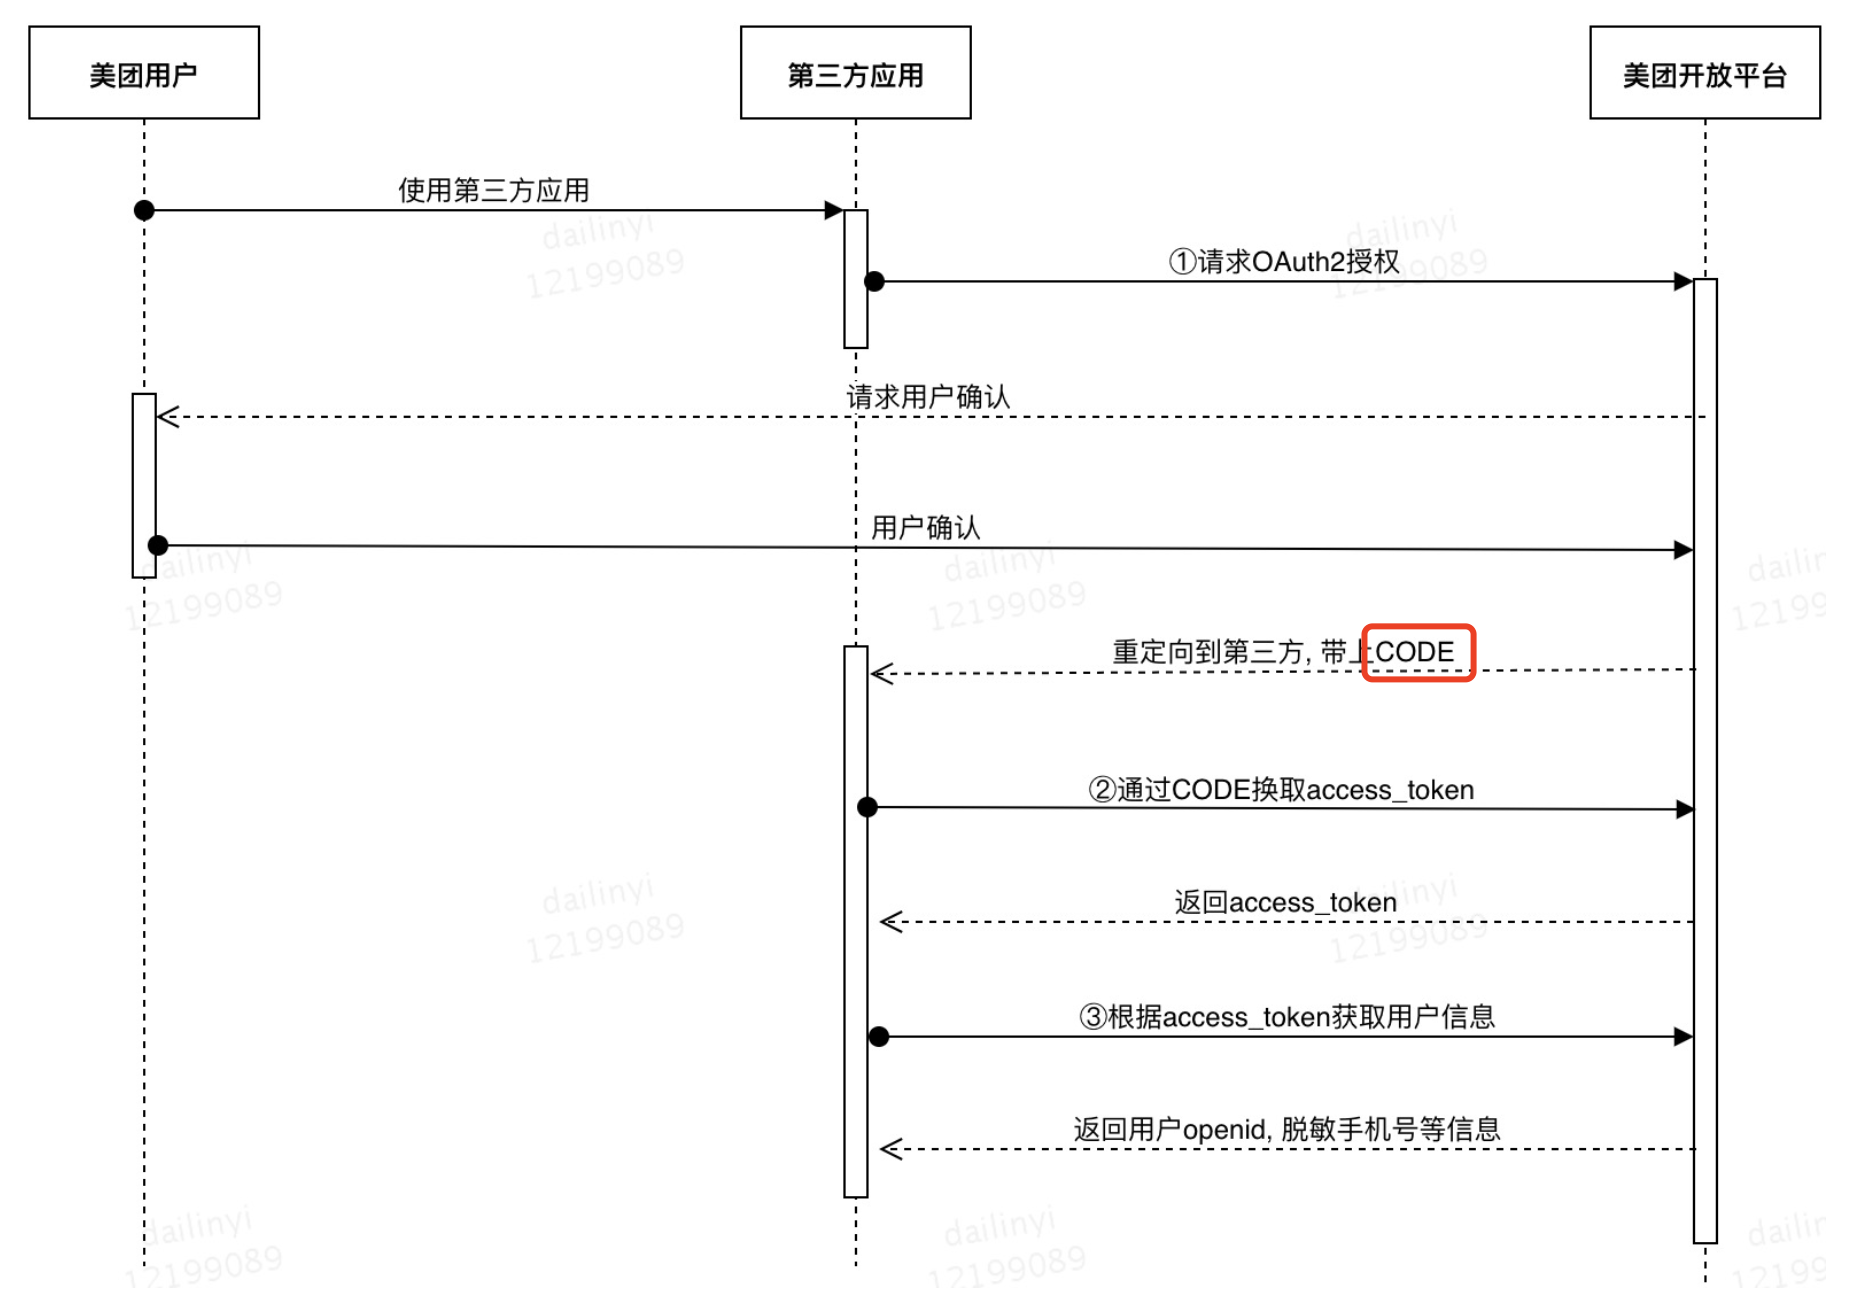 美团用户
第三方应用
美团开放平台
使用第三方应用
①请求OAuth2授权
请求用户确认
用户确认
重定向到第三方, 带上CODE
②通过CODE换取access_token
返回access_token
③根据access_token获取用户信息
返回用户openid, 脱敏手机号等信息
dailinyi
12199089
dailinyi
12199089
dailinyi
12199089
dailinyi
12199089
dailin
12199
dailinyi
12199089
dailinyi
12199089
dailinyi
12199089
dailinyi
12199089
dailin
12199